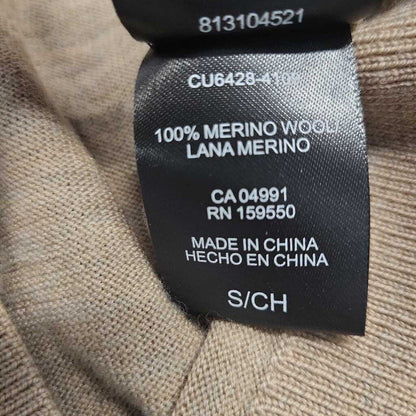 813104521
CU6428-410
100% MERINO WOOL
LANA MERINO
CA 04991
RN 159550
MADE IN CHINA
HECHO EN CHINA
S/CH